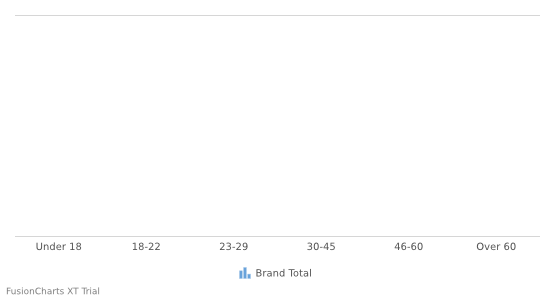 Under 18 18-22 23-29 30-45 46-60 Over 60
Brand Total
FusionCharts XT Trial